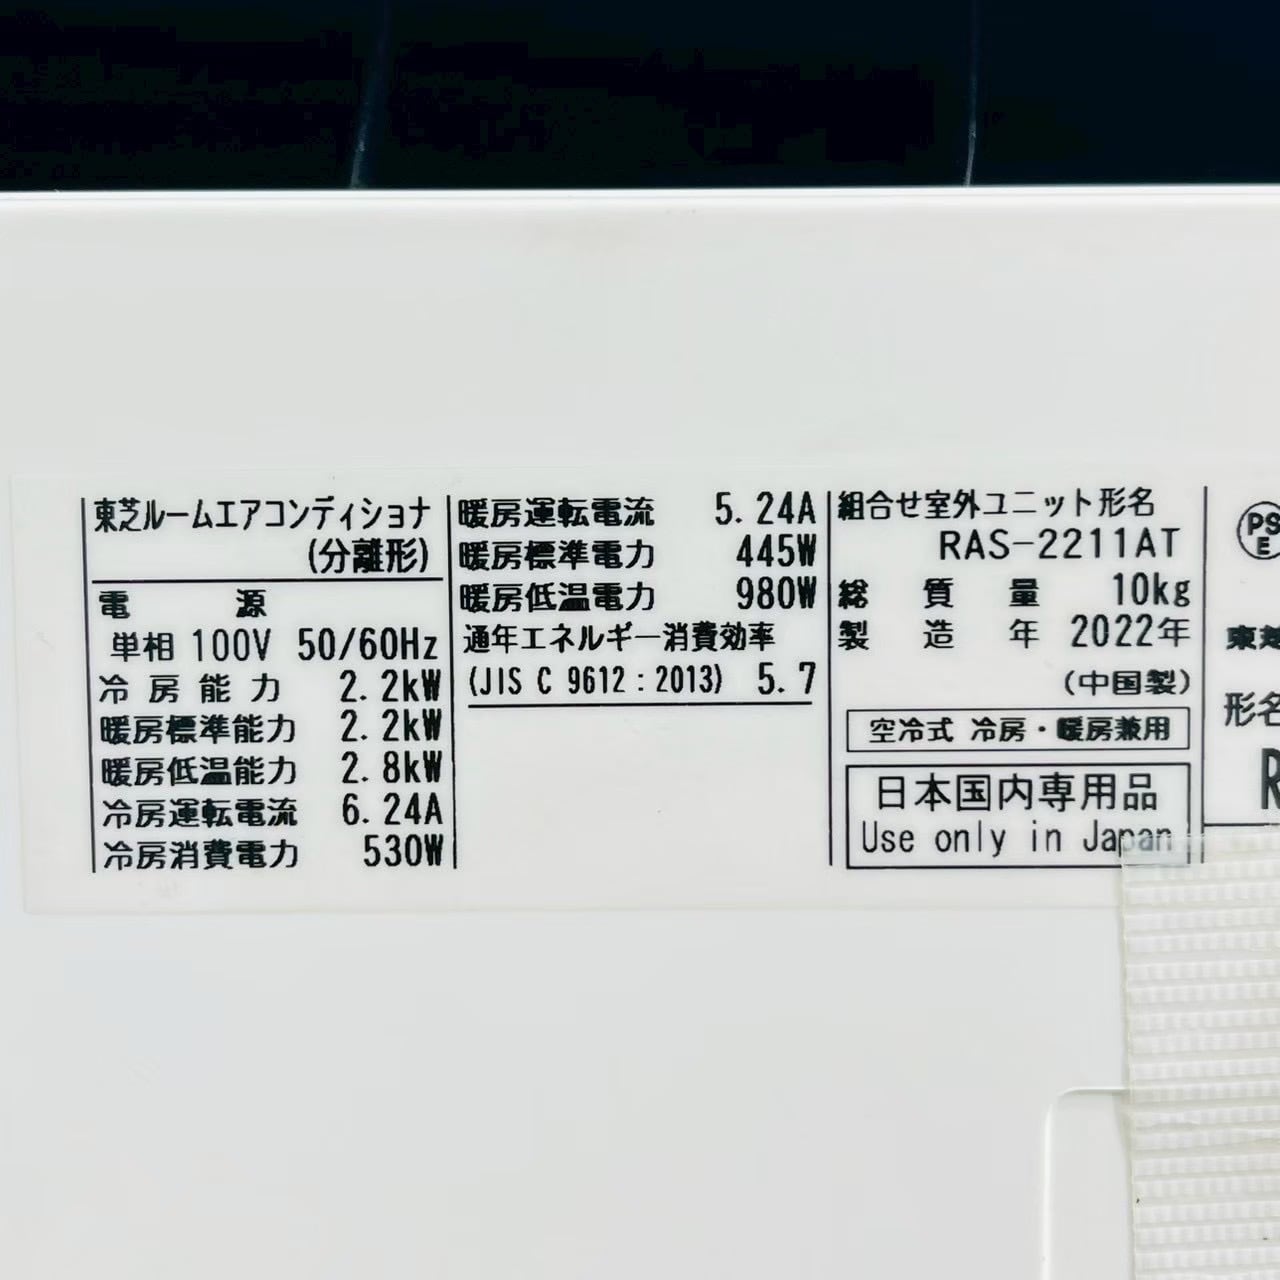 東芝ルームエアコンディショナ
(分離形)
電源
単相 100V 50/60Hz
冷房能力 2.2kW
暖房標準能力 2.2kW
暖房低温能力 2.8kW
冷房運転電流 6.24A
冷房消費電力 530W
暖房運転電流 5.24A
暖房標準電力 445W
暖房低温電力 980W
通年エネルギー消費効率
(JIS C 9612：2013) 5.7
組合せ室外ユニット形名
RAS-2211AT
総質量 10kg
製造年 2022年
(中国製)
空冷式 冷房・暖房兼用
日本国内専用品
Use only in Japan
PS
E
東芝
形名
R